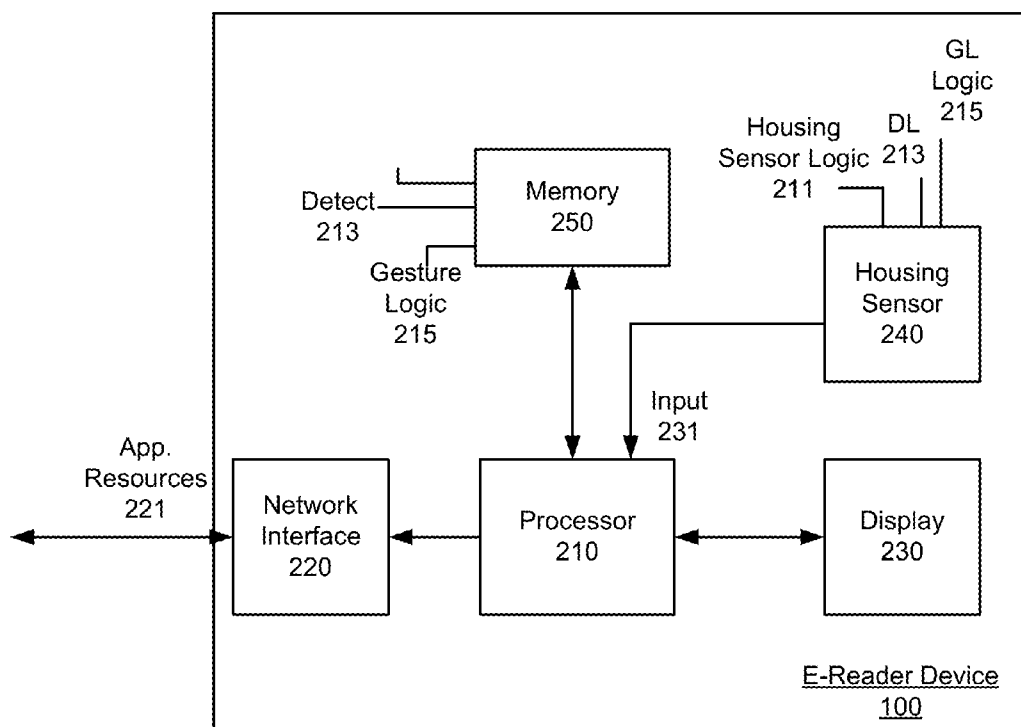 GL
Logic
215
Housing
Sensor Logic
211
DL
213
Memory
250
Detect
213
Gesture
Logic
215
Housing
Sensor
240
Input
231
App.
Resources
221
Network
Interface
220
Processor
210
Display
230
E-Reader Device
100